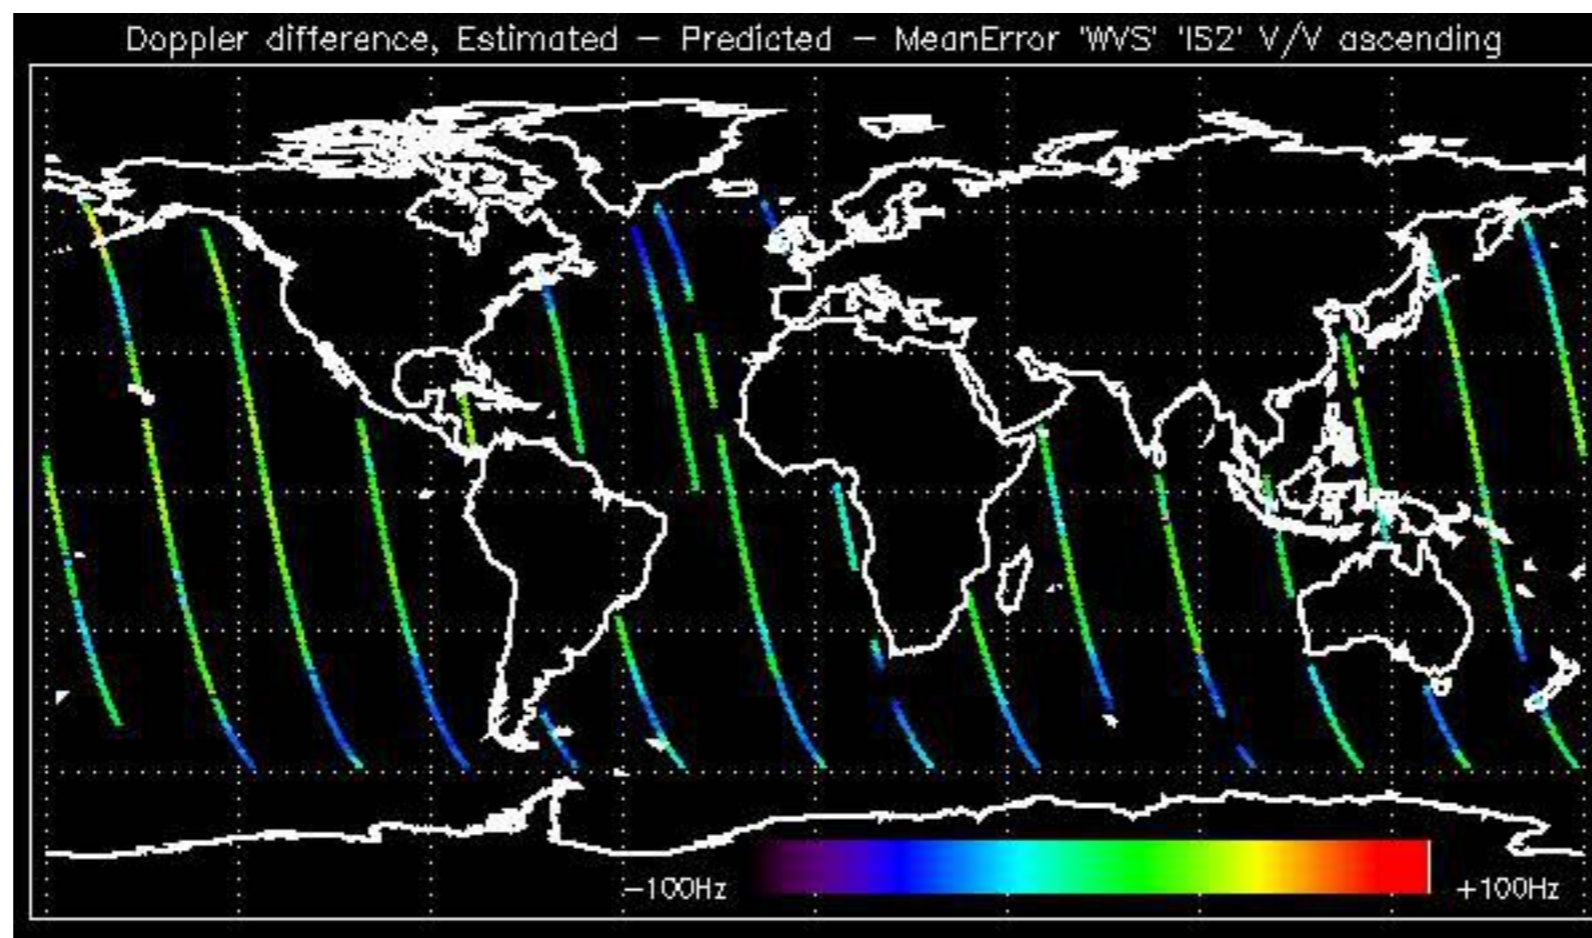 Doppler difference, Estimated - Predicted - MeanError 'WVS' 'IS2' V/V ascending
-100Hz
+100Hz